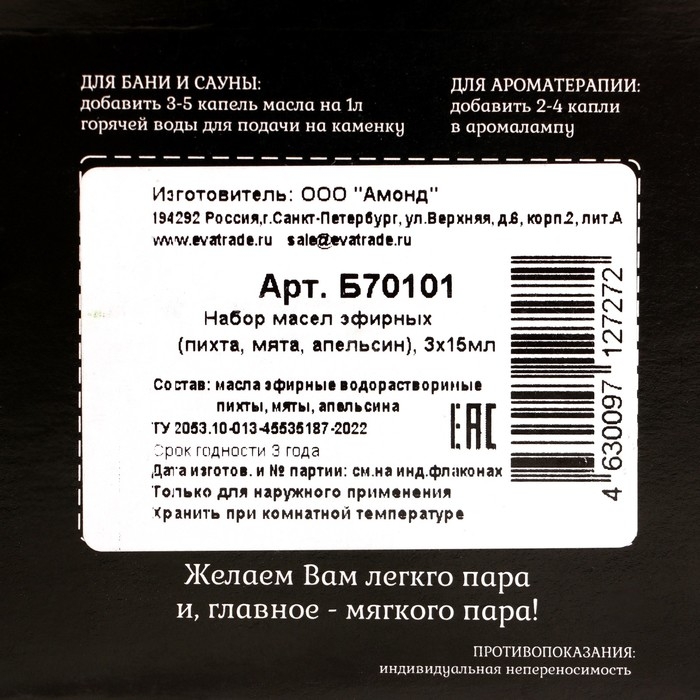 ДЛЯ БАНИ И САУНЫ:
добавить 3-5 капель масла на 1л
горячей воды для подачи на каменку
ДЛЯ АРОМАТЕРАПИИ:
добавить 2-4 капли
в аромалампу
Изготовитель: ООО "Амонд"
194292 Россия,г.Санкт-Петербург, ул.Верхняя, д.6, корп.2, лит.А
www.evatrade.ru sale@evatrade.ru
Арт. Б70101
Набор масел эфирных
(пихта, мята, апельсин), 3х15мл
Состав: масла эфирные водорастворимые
пихты, мяты, апельсина
ТУ 2053.10-013-45535187-2022
Срок годности 3 года
Дата изготов. и № партии: см.на инд.флаконах
Только для наружного применения
Хранить при комнатной температуре
EAC
4 630097 127272
Желаем Вам легкго пара
и, главное - мягкого пара!
ПРОТИВОПОКАЗАНИЯ:
индивидуальная непереносимость